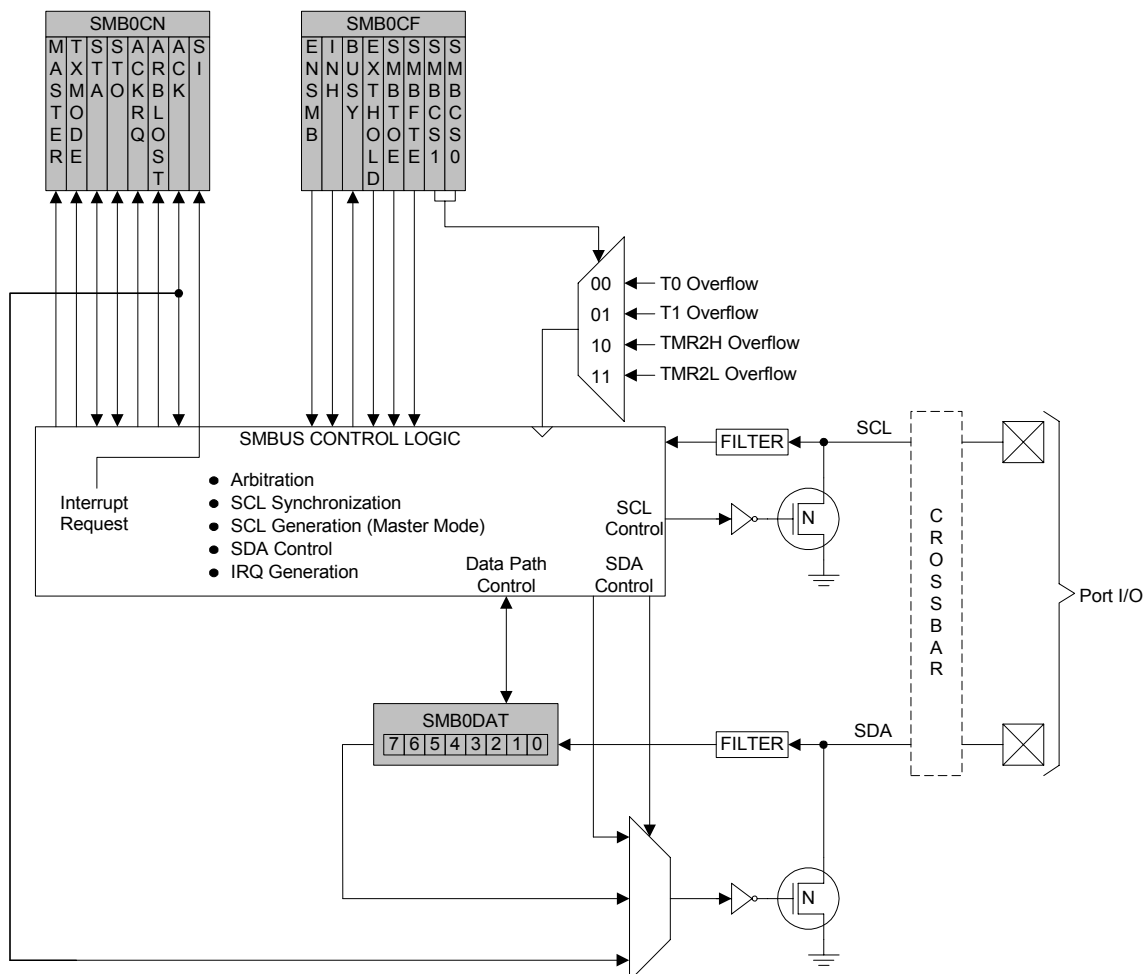 SMB0CN
MASTER
TXMODE
STA
STO
ACKRQ
ARBLOST
ACK
SI
SMB0CF
ENSMB
INH
BUSY
EXTHOLD
SMBTOE
SMBFTE
SMBCS1
SMBCS0
00
01
10
11
T0 Overflow
T1 Overflow
TMR2H Overflow
TMR2L Overflow
SMBUS CONTROL LOGIC
Interrupt
Request
● Arbitration
● SCL Synchronization
● SCL Generation (Master Mode)
● SDA Control
● IRQ Generation
SCL
Control
Data Path
Control
SDA
Control
FILTER
SCL
N
CROSSBAR
Port I/O
SMB0DAT
7 6 5 4 3 2 1 0
FILTER
SDA
N